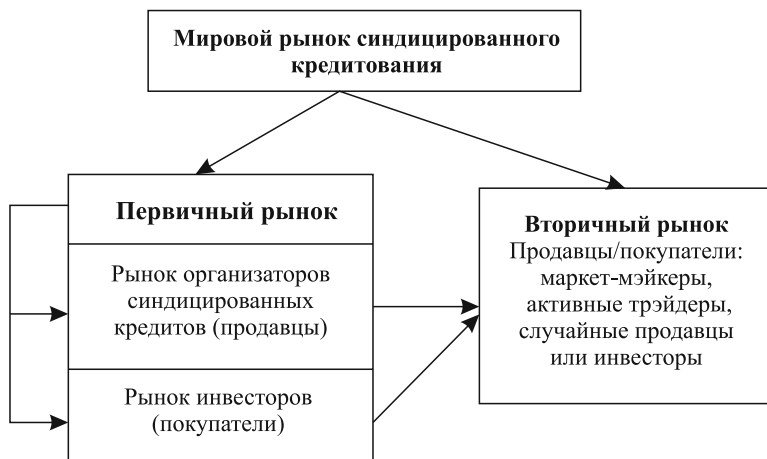 Мировой рынок синдицированного
кредитования
Первичный рынок
Рынок организаторов
синдицированных
кредитов (продавцы)
Рынок инвесторов
(покупатели)
Вторичный рынок
Продавцы/покупатели:
маркет-мэйкеры,
активные трэйдеры,
случайные продавцы
или инвесторы